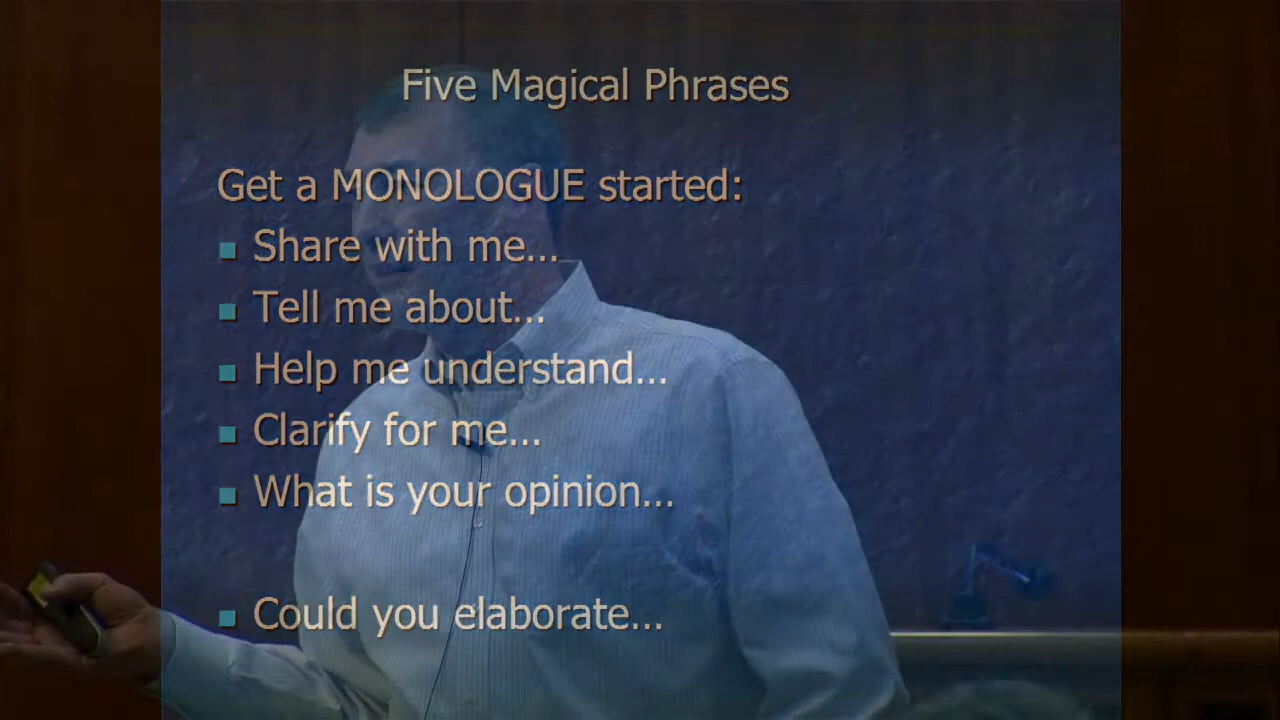 Five Magical Phrases
Get a MONOLOGUE started:
Share with me...
Tell me about...
Help me understand...
Clarify for me...
What is your opinion...
Could you elaborate...